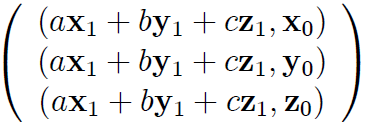 (ax₁ + by₁ + cz₁, x₀)
(ax₁ + by₁ + cz₁, y₀)
(ax₁ + by₁ + cz₁, z₀)